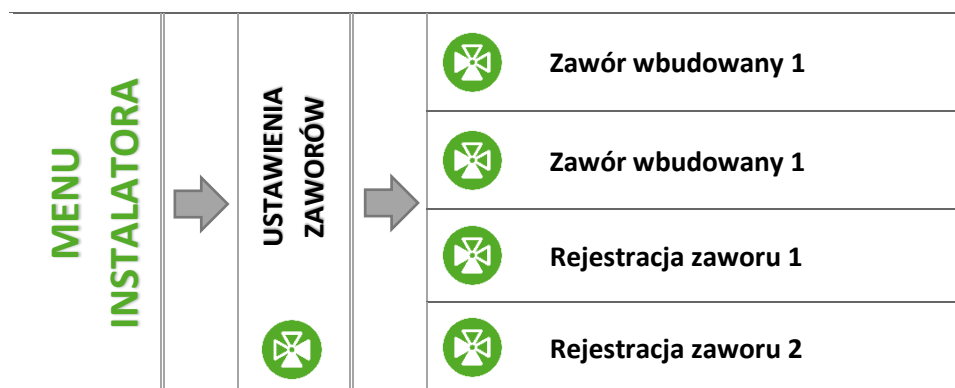 MENU
INSTALATORA
USTAWIENIA
ZAWORÓW
Zawór wbudowany 1
Zawór wbudowany 1
Rejestracja zaworu 1
Rejestracja zaworu 2